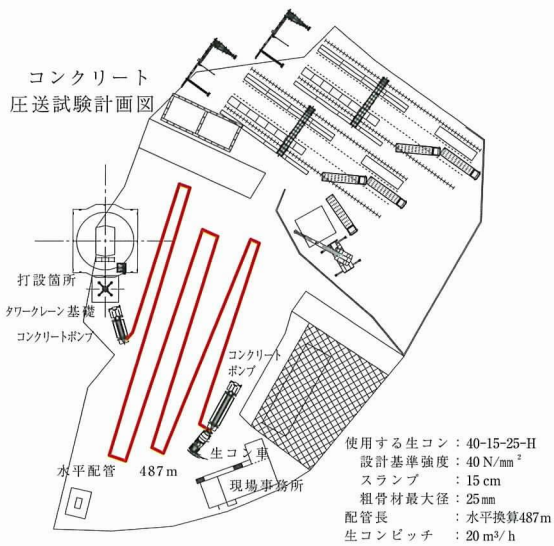 コンクリート
圧送試験計画図
打設箇所
タワークレーン基礎
コンクリートポンプ
コンクリート
ポンプ
生コン車
水平配管 487m
現場事務所
使用する生コン：40-15-25-H
設計基準強度：40 N/mm²
スランプ：15 cm
粗骨材最大径：25 mm
配管長：水平換算487m
生コンピッチ：20 m³/h